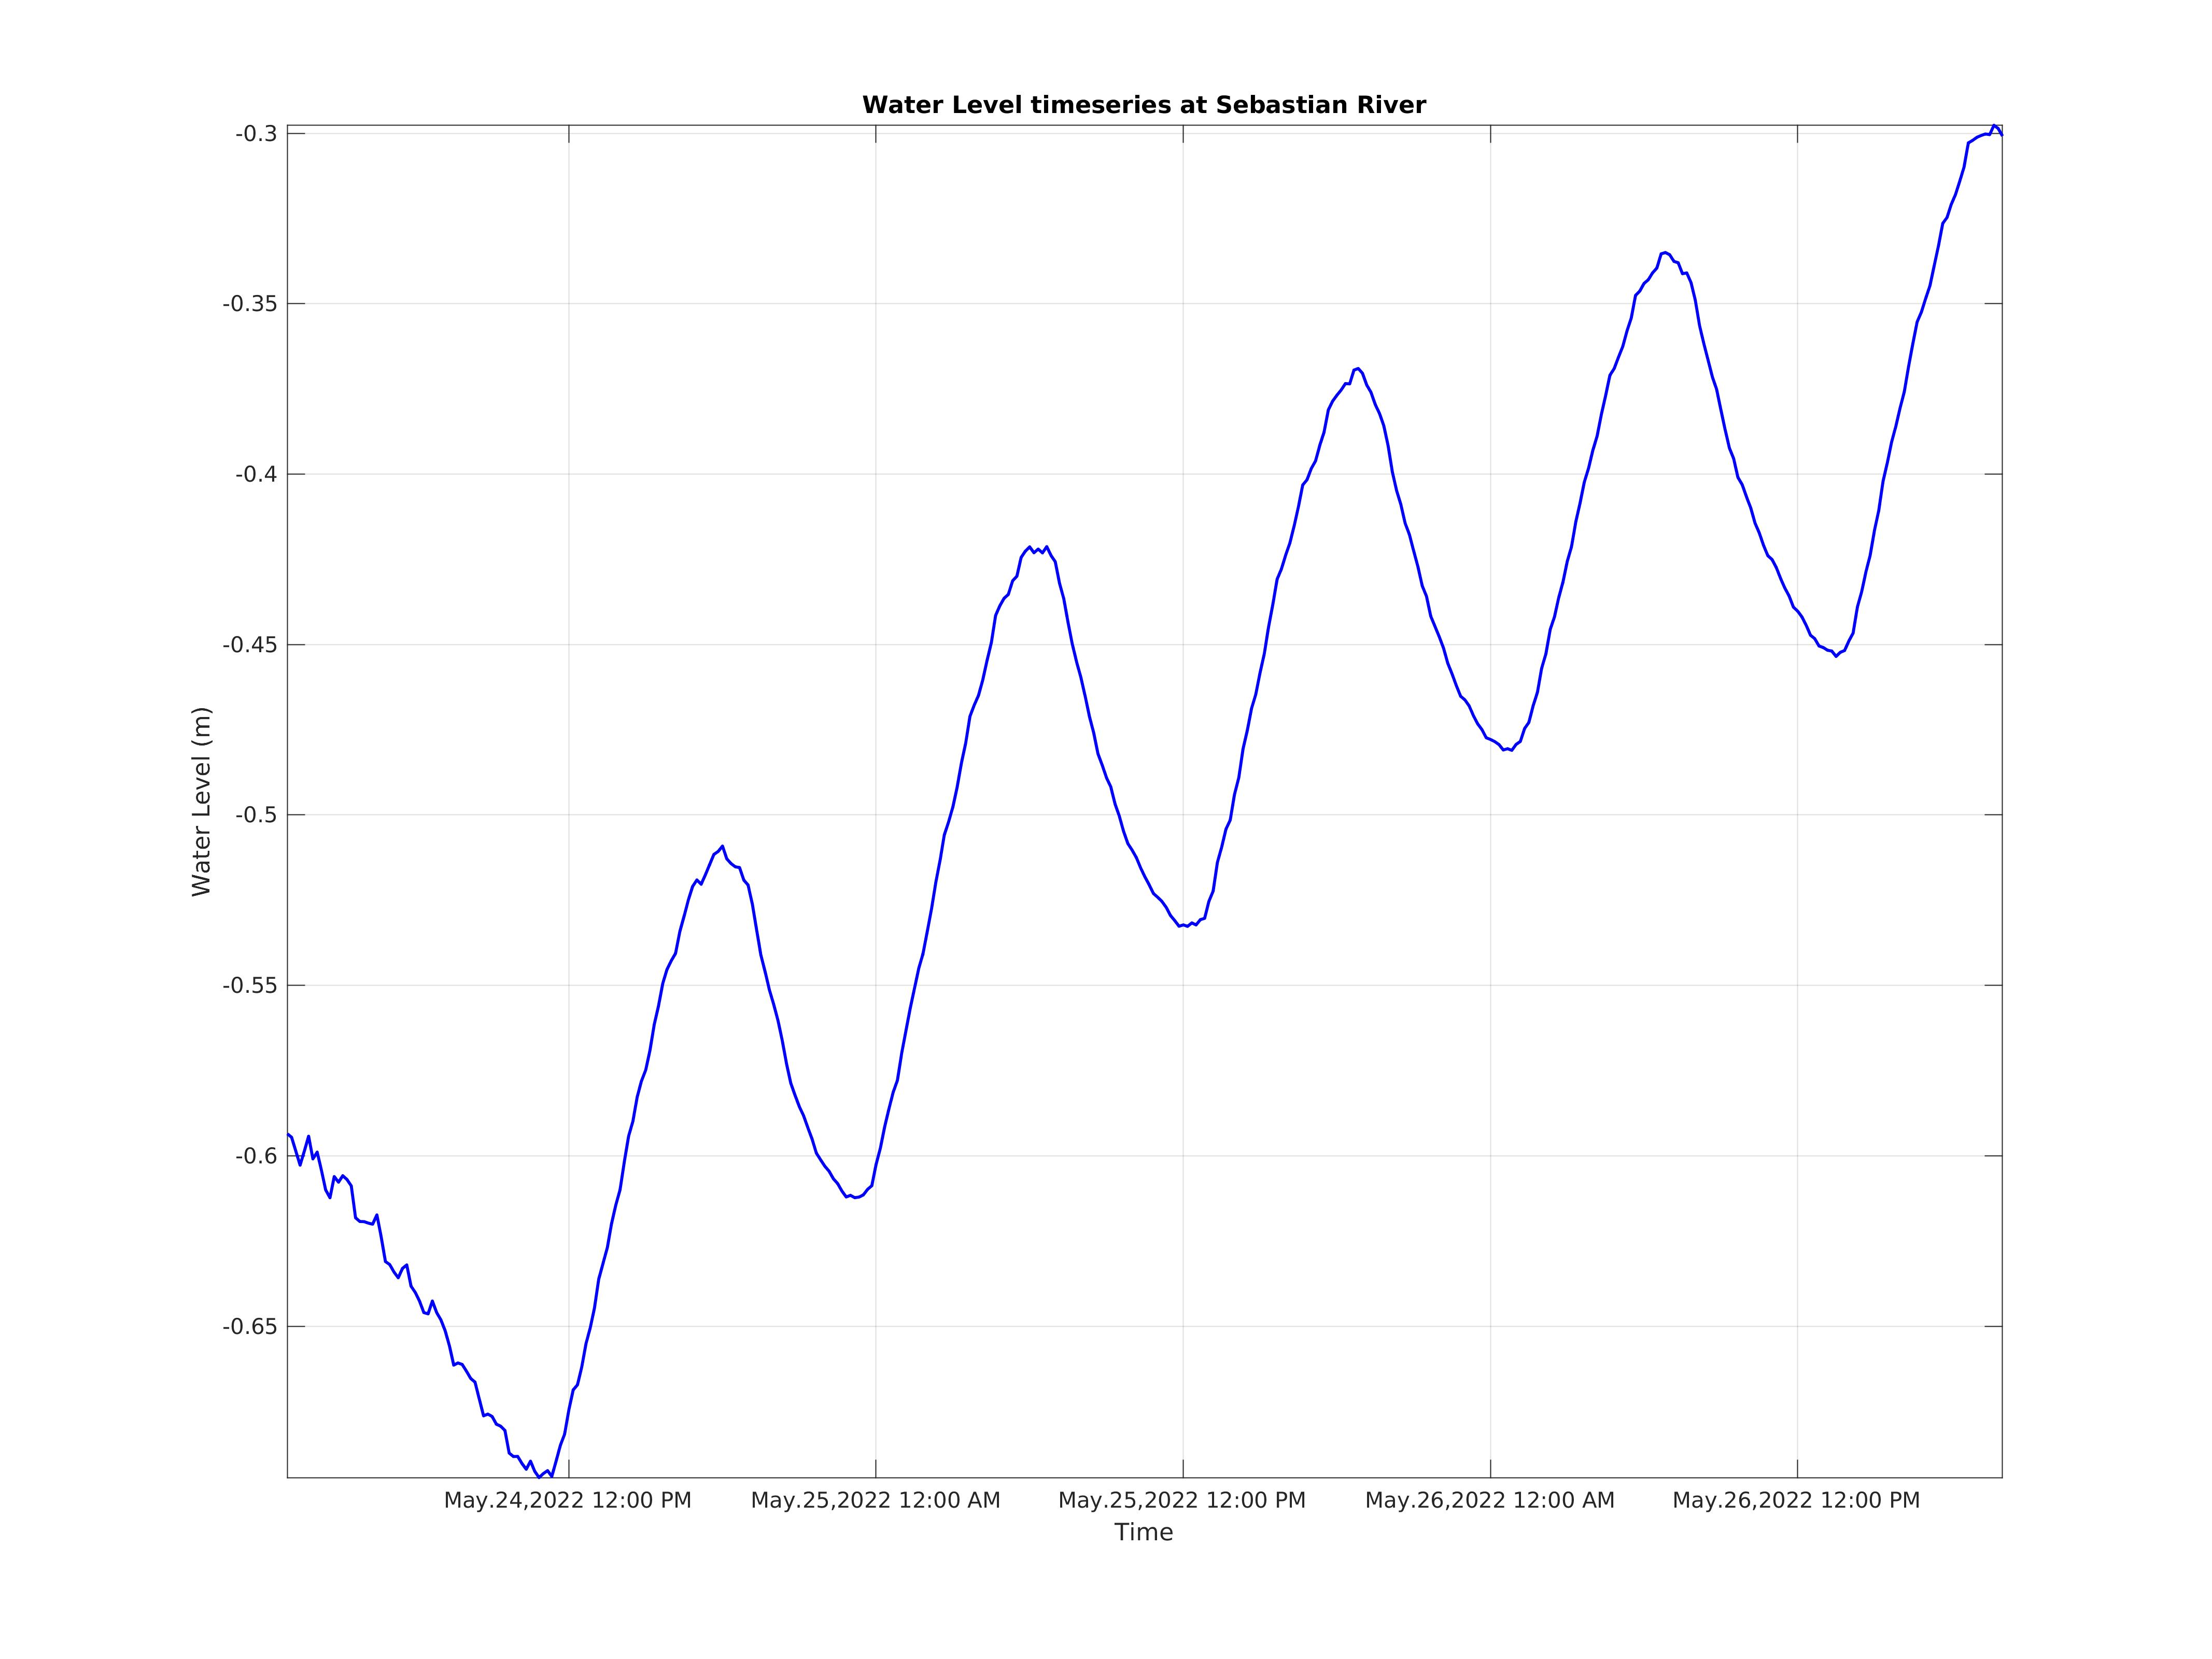 Water Level timeseries at Sebastian River
-0.3
-0.35
-0.4
-0.45
-0.5
-0.55
-0.6
-0.65
Water Level (m)
May.24,2022 12:00 PM
May.25,2022 12:00 AM
May.25,2022 12:00 PM
May.26,2022 12:00 AM
May.26,2022 12:00 PM
Time